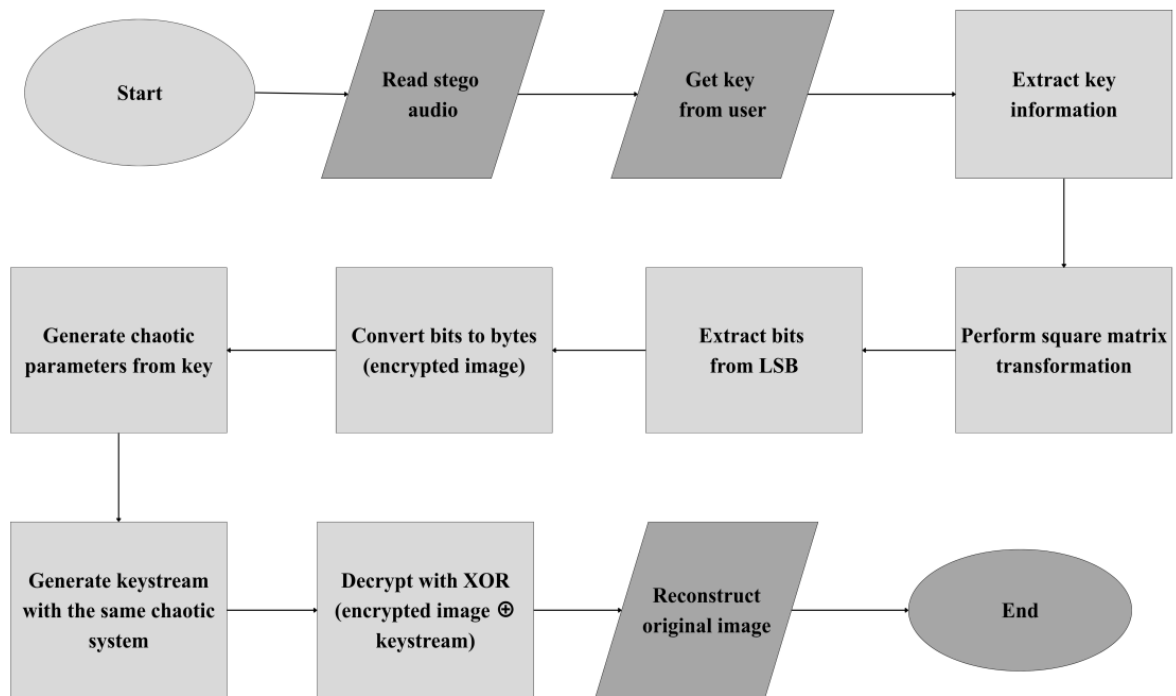 Start
Read stego
audio
Get key
from user
Extract key
information
Perform square matrix
transformation
Extract bits
from LSB
Convert bits to bytes
(encrypted image)
Generate chaotic
parameters from key
Generate keystream
with the same chaotic
system
Decrypt with XOR
(encrypted image ⊕
keystream)
Reconstruct
original image
End